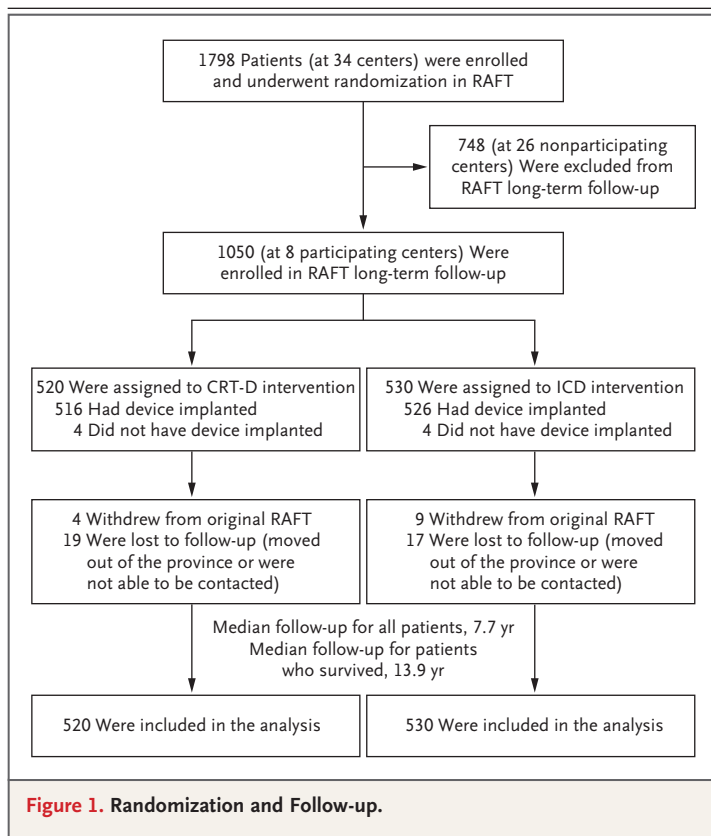 1798 Patients (at 34 centers) were enrolled
and underwent randomization in RAFT
748 (at 26 nonparticipating
centers) Were excluded from
RAFT long-term follow-up
1050 (at 8 participating centers) Were
enrolled in RAFT long-term follow-up
520 Were assigned to CRT-D intervention
516 Had device implanted
4 Did not have device implanted
530 Were assigned to ICD intervention
526 Had device implanted
4 Did not have device implanted
4 Withdrew from original RAFT
19 Were lost to follow-up (moved
out of the province or were
not able to be contacted)
9 Withdrew from original RAFT
17 Were lost to follow-up (moved
out of the province or were
not able to be contacted)
Median follow-up for all patients, 7.7 yr
Median follow-up for patients
who survived, 13.9 yr
520 Were included in the analysis
530 Were included in the analysis
Figure 1. Randomization and Follow-up.